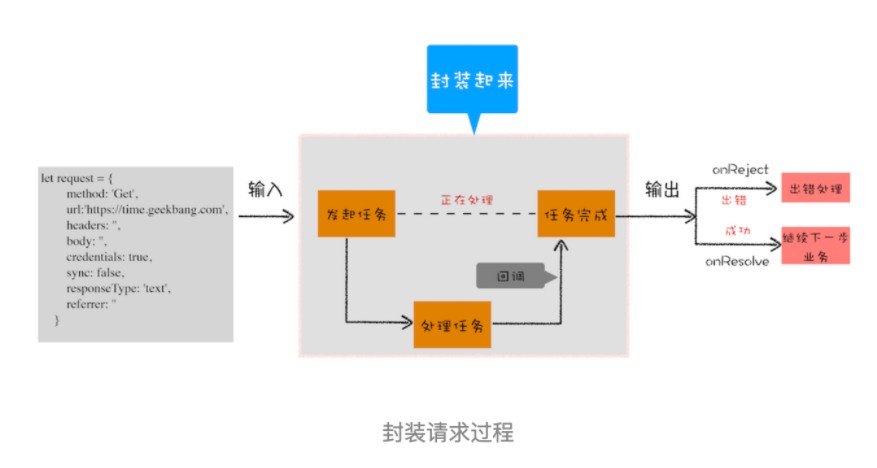 封装起来
let request = {
method: 'Get',
url:'https://time.geekbang.com',
headers: '',
body: '',
credentials: true,
sync: false,
responseType: 'text',
referrer: ''
}
输入
发起任务
正在处理
任务完成
回调
处理任务
输出
onReject
出错
出错处理
成功
onResolve
继续下一步
业务
封装请求过程